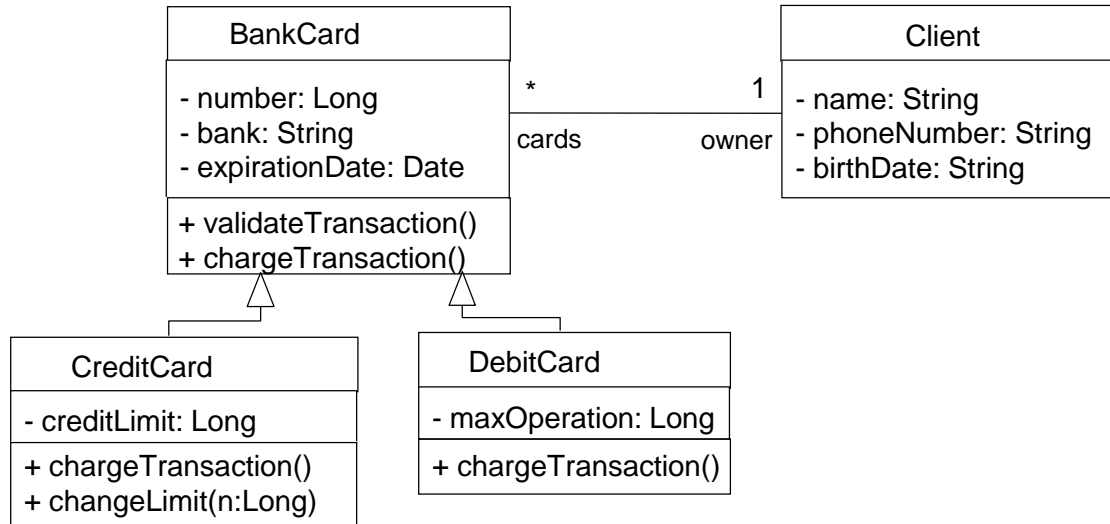 BankCard
- number: Long
- bank: String
- expirationDate: Date
+ validateTransaction()
+ chargeTransaction()
*
cards
1
owner
Client
- name: String
- phoneNumber: String
- birthDate: String
CreditCard
- creditLimit: Long
+ chargeTransaction()
+ changeLimit(n:Long)
DebitCard
- maxOperation: Long
+ chargeTransaction()